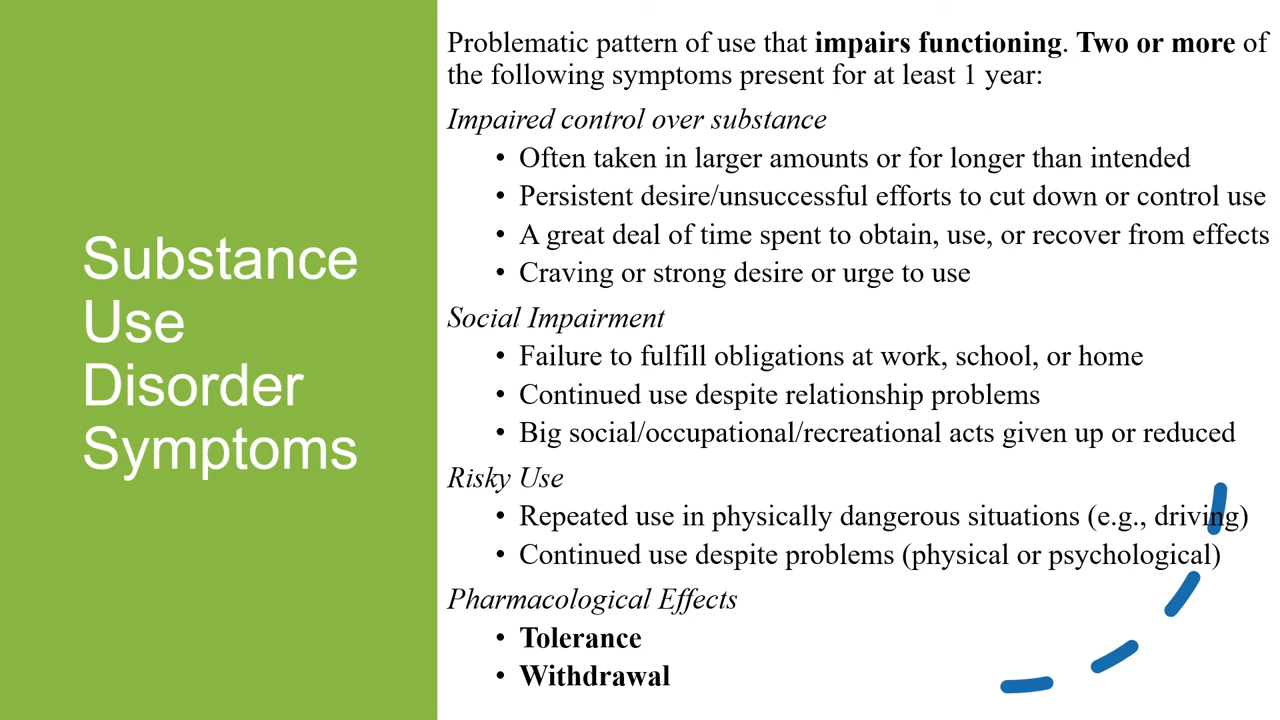 Substance
Use
Disorder
Symptoms
Problematic pattern of use that impairs functioning. Two or more of
the following symptoms present for at least 1 year:
Impaired control over substance
• Often taken in larger amounts or for longer than intended
• Persistent desire/unsuccessful efforts to cut down or control use
• A great deal of time spent to obtain, use, or recover from effects
• Craving or strong desire or urge to use
Social Impairment
• Failure to fulfill obligations at work, school, or home
• Continued use despite relationship problems
• Big social/occupational/recreational acts given up or reduced
Risky Use
• Repeated use in physically dangerous situations (e.g., driving)
• Continued use despite problems (physical or psychological)
Pharmacological Effects
• Tolerance
• Withdrawal